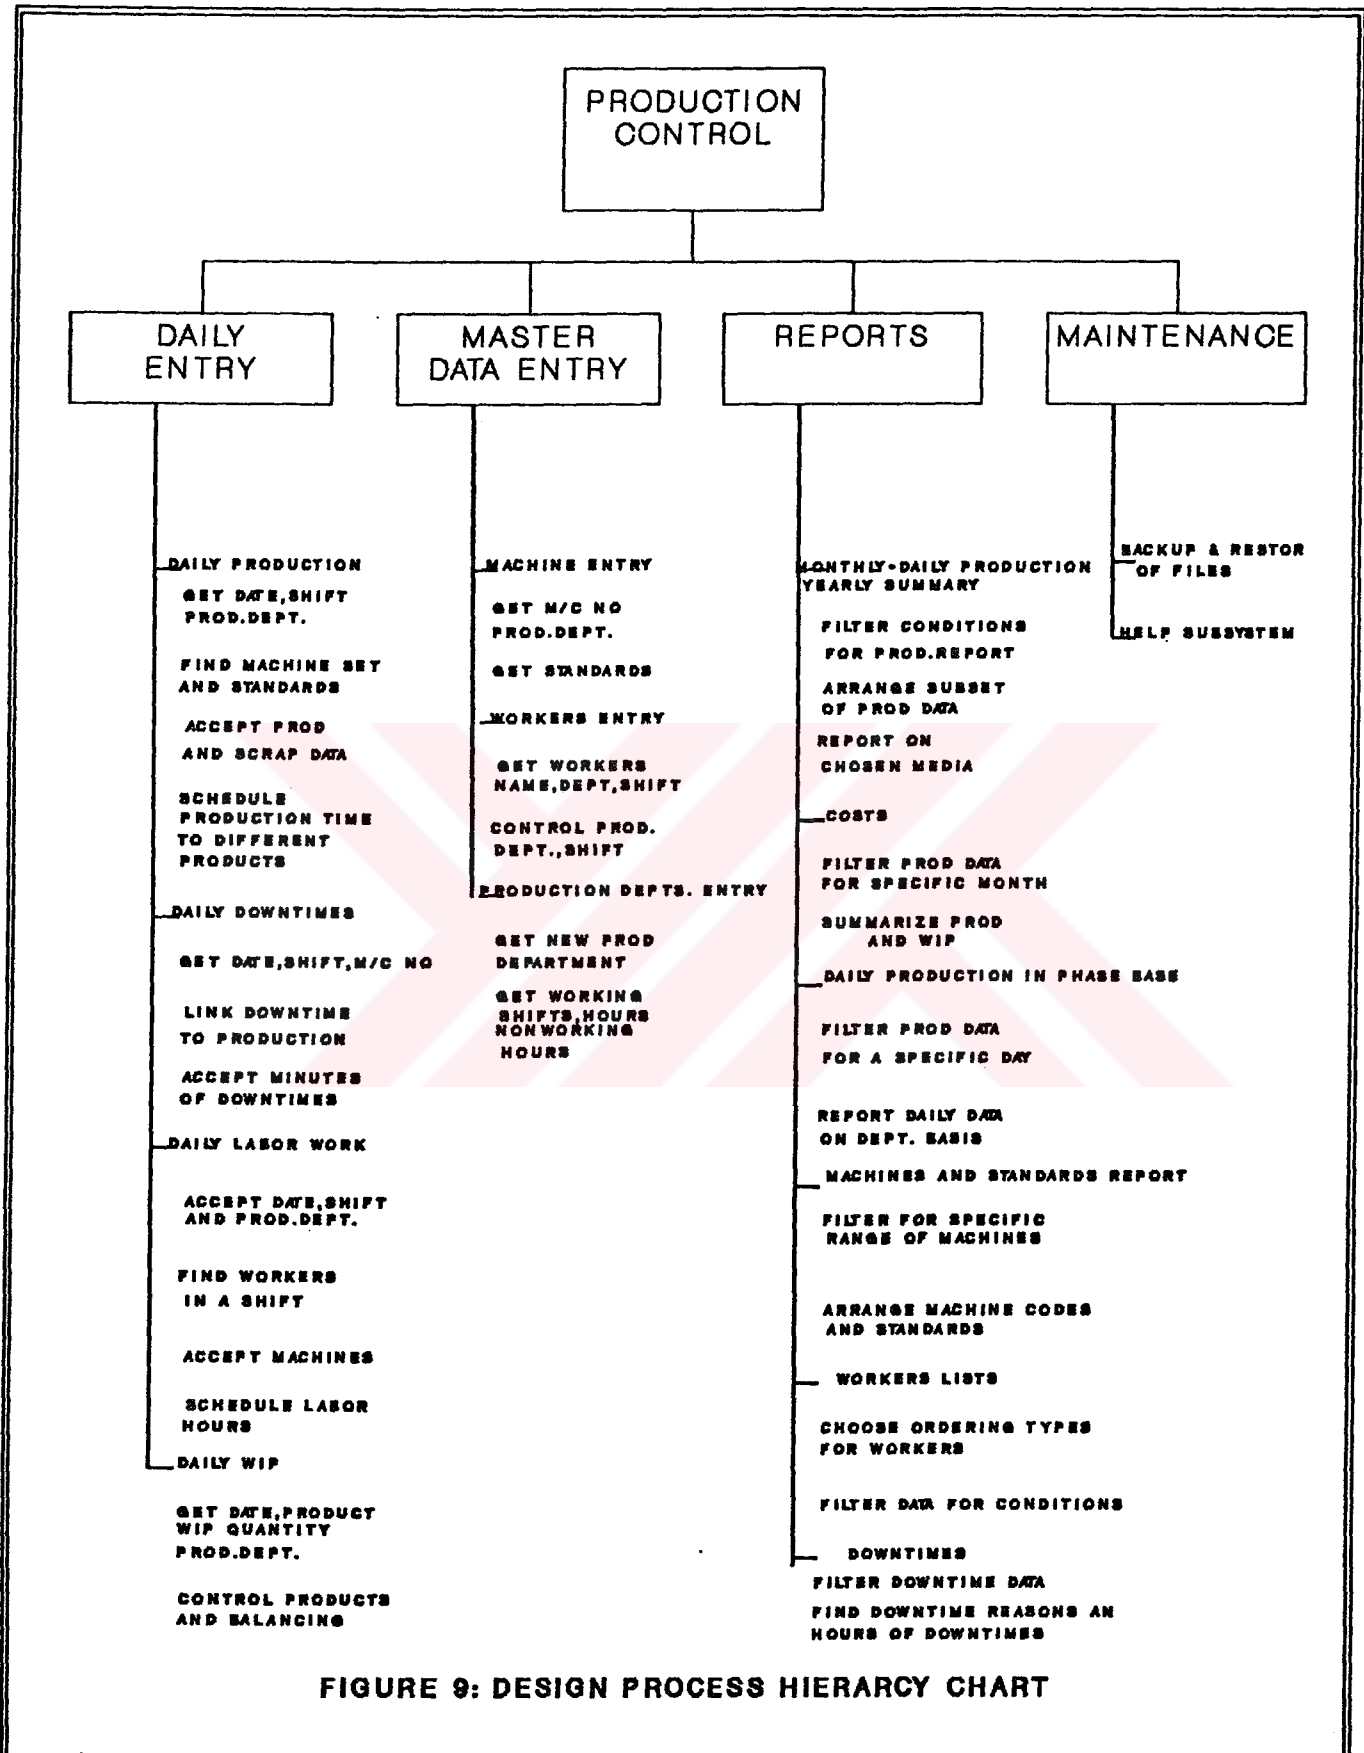 PRODUCTION
CONTROL
DAILY
ENTRY
DAILY PRODUCTION
GET DATE,SHIFT
PROD.DEPT.
FIND MACHINE SET
AND STANDARDS
ACCEPT PROD
AND SCRAP DATA
SCHEDULE
PRODUCTION TIME
TO DIFFERENT
PRODUCTS
DAILY DOWNTIMES
GET DATE,SHIFT,M/C NO
LINK DOWNTIME
TO PRODUCTION
ACCEPT MINUTES
OF DOWNTIMES
DAILY LABOR WORK
ACCEPT DATE,SHIFT
AND PROD.DEPT.
FIND WORKERS
IN A SHIFT
ACCEPT MACHINES
SCHEDULE LABOR
HOURS
DAILY WIP
GET DATE,PRODUCT
WIP QUANTITY
PROD.DEPT.
CONTROL PRODUCTS
AND BALANCING
MASTER
DATA ENTRY
MACHINE ENTRY
GET M/C NO
PROD.DEPT.
GET STANDARDS
WORKERS ENTRY
GET WORKERS
NAME,DEPT,SHIFT
CONTROL PROD.
DEPT.,SHIFT
PRODUCTION DEPTS. ENTRY
GET NEW PROD
DEPARTMENT
GET WORKING
SHIFTS,HOURS
NONWORKING
HOURS
REPORTS
MONTHLY-DAILY PRODUCTION
YEARLY SUMMARY
FILTER CONDITIONS
FOR PROD.REPORT
ARRANGE SUBSET
OF PROD DATA
REPORT ON
CHOSEN MEDIA
COSTS
FILTER PROD DATA
FOR SPECIFIC MONTH
SUMMARIZE PROD
AND WIP
DAILY PRODUCTION IN PHASE BASE
FILTER PROD DATA
FOR A SPECIFIC DAY
REPORT DAILY DATA
ON DEPT. BASIS
MACHINES AND STANDARDS REPORT
FILTER FOR SPECIFIC
RANGE OF MACHINES
ARRANGE MACHINE CODES
AND STANDARDS
WORKERS LISTS
CHOOSE ORDERING TYPES
FOR WORKERS
FILTER DATA FOR CONDITIONS
DOWNTIMES
FILTER DOWNTIME DATA
FIND DOWNTIME REASONS AN
HOURS OF DOWNTIMES
MAINTENANCE
BACKUP & RESTOR
OF FILES
HELP SUBSYSTEM
FIGURE 9: DESIGN PROCESS HIERARCY CHART